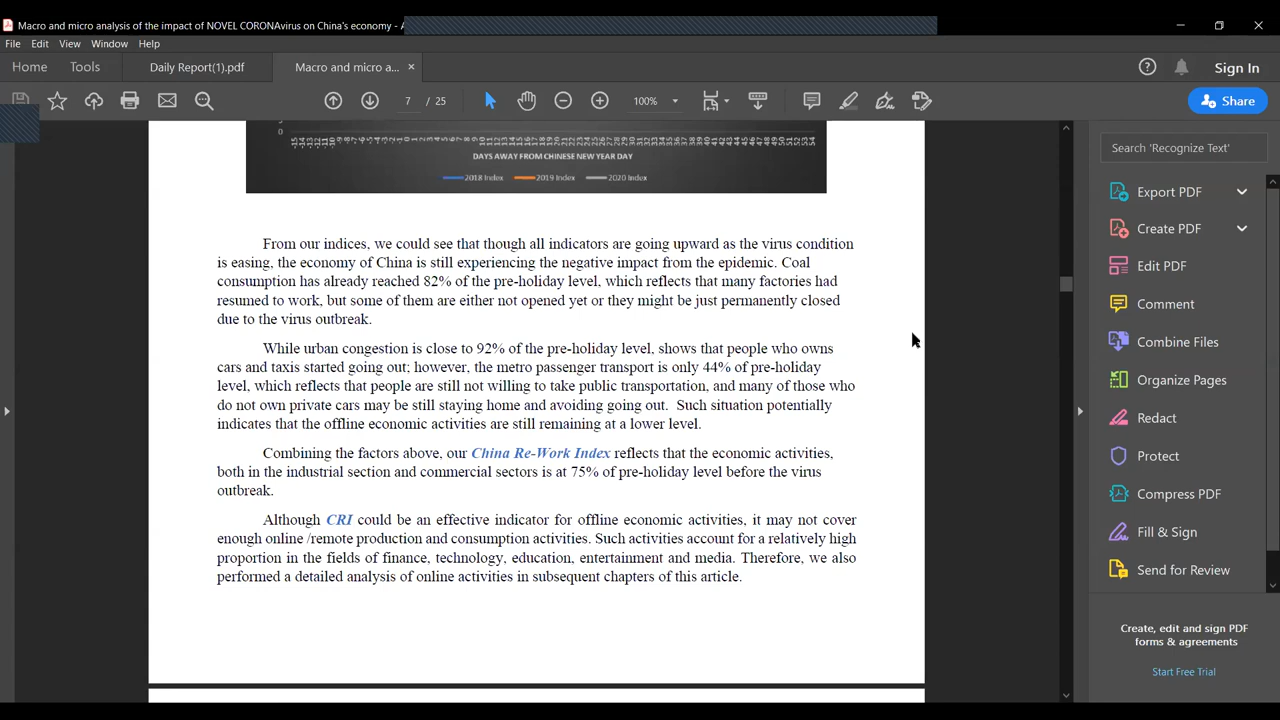 Macro and micro analysis of the impact of NOVEL CORONAvirus on China's economy -
File Edit View Window Help
Home Tools Daily Report(1).pdf Macro and micro a... ×
7 / 25 100%
Sign In
Share
0
DAYS AWAY FROM CHINESE NEW YEAR DAY
2018 Index 2019 Index 2020 Index
From our indices, we could see that though all indicators are going upward as the virus condition
is easing, the economy of China is still experiencing the negative impact from the epidemic. Coal
consumption has already reached 82% of the pre-holiday level, which reflects that many factories had
resumed to work, but some of them are either not opened yet or they might be just permanently closed
due to the virus outbreak.
While urban congestion is close to 92% of the pre-holiday level, shows that people who owns
cars and taxis started going out; however, the metro passenger transport is only 44% of pre-holiday
level, which reflects that people are still not willing to take public transportation, and many of those who
do not own private cars may be still staying home and avoiding going out. Such situation potentially
indicates that the offline economic activities are still remaining at a lower level.
Combining the factors above, our China Re-Work Index reflects that the economic activities,
both in the industrial section and commercial sectors is at 75% of pre-holiday level before the virus
outbreak.
Although CRI could be an effective indicator for offline economic activities, it may not cover
enough online /remote production and consumption activities. Such activities account for a relatively high
proportion in the fields of finance, technology, education, entertainment and media. Therefore, we also
performed a detailed analysis of online activities in subsequent chapters of this article.
Search 'Recognize Text'
Export PDF
Create PDF
Edit PDF
Comment
Combine Files
Organize Pages
Redact
Protect
Compress PDF
Fill & Sign
Send for Review
Create, edit and sign PDF
forms & agreements
Start Free Trial